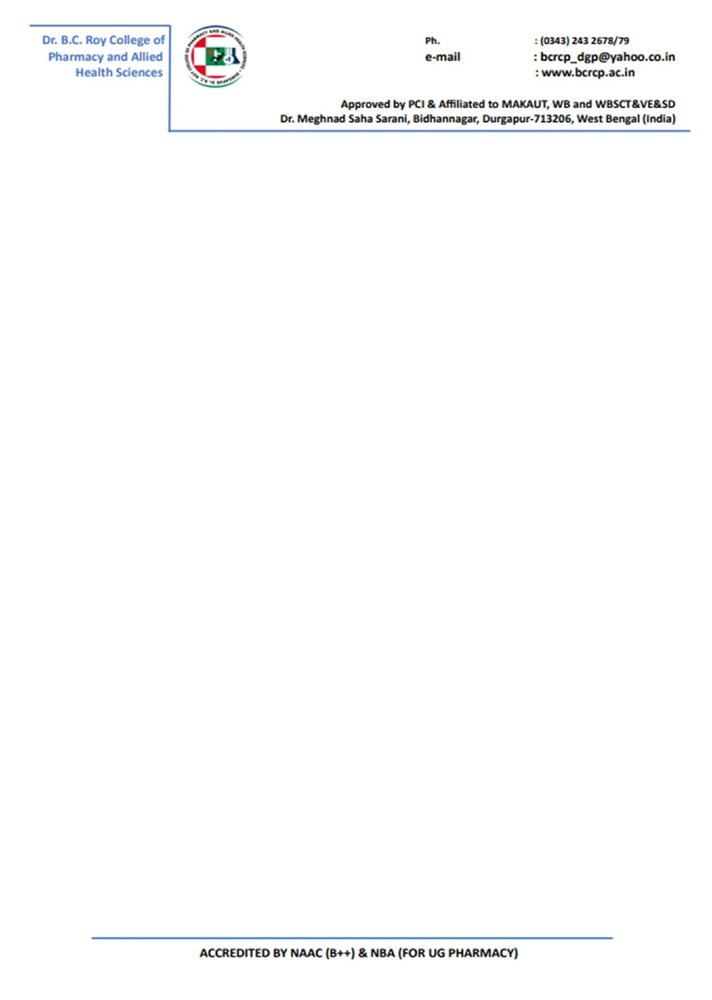 Dr. B.C. Roy College of
Pharmacy and Allied
Health Sciences
Ph. : (0343) 243 2678/79
e-mail : bcrcp_dgp@yahoo.co.in
: www.bcrcp.ac.in
Approved by PCI & Affiliated to MAKAUT, WB and WBSCT&VE&SD
Dr. Meghnad Saha Sarani, Bidhannagar, Durgapur-713206, West Bengal (India)
ACCREDITED BY NAAC (B++) & NBA (FOR UG PHARMACY)